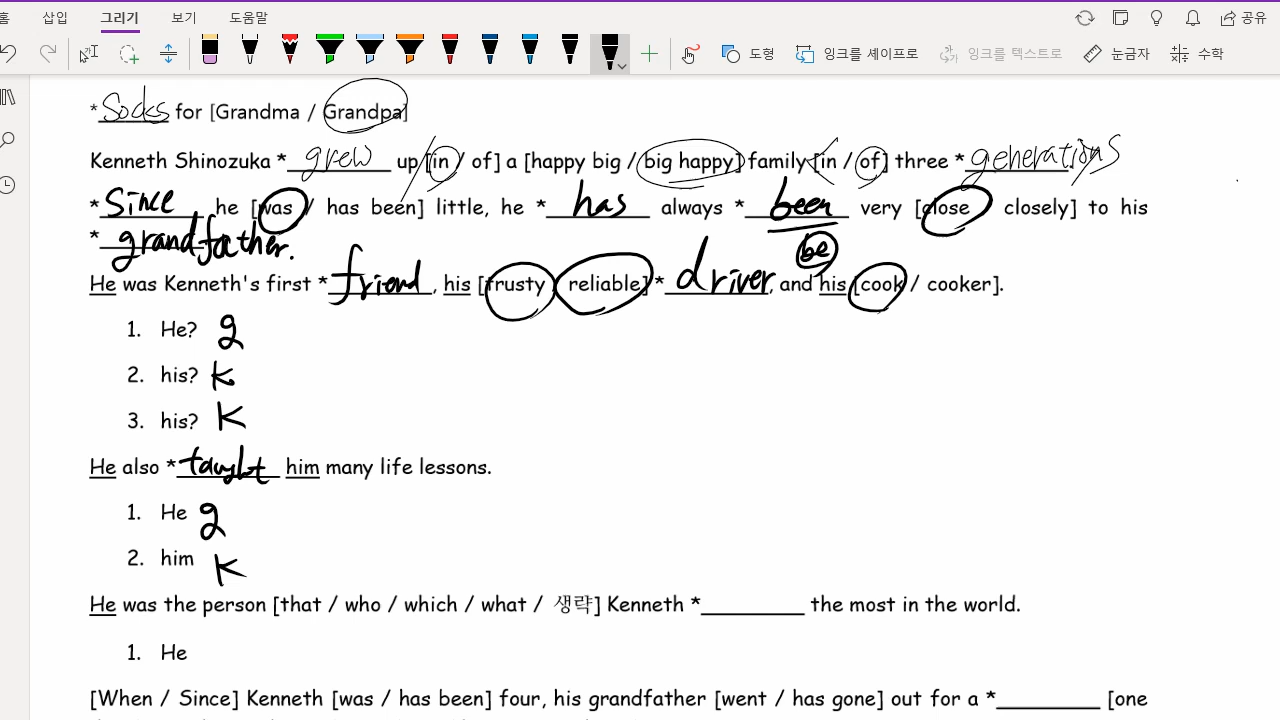 홈 삽입 그리기 보기 도움말 공유
도형 잉크를 셰이프로 잉크를 텍스트로 눈금자 수학
*Socks for [Grandma / Grandpa]
Kenneth Shinozuka *grew up [in / of] a [happy big / big happy] family [in / of] three *generations
*Since he [was / has been] little, he *has always *been very [close closely] to his
*grandfather. be
He was Kenneth's first *friend, his [trusty / reliable] *driver, and his [cook / cooker].
1. He? g
2. his? K
3. his? K
He also *taught him many life lessons.
1. He g
2. him K
He was the person [that / who / which / what / 생략] Kenneth *________ the most in the world.
1. He
[When / Since] Kenneth [was / has been] four, his grandfather [went / has gone] out for a *________ [one